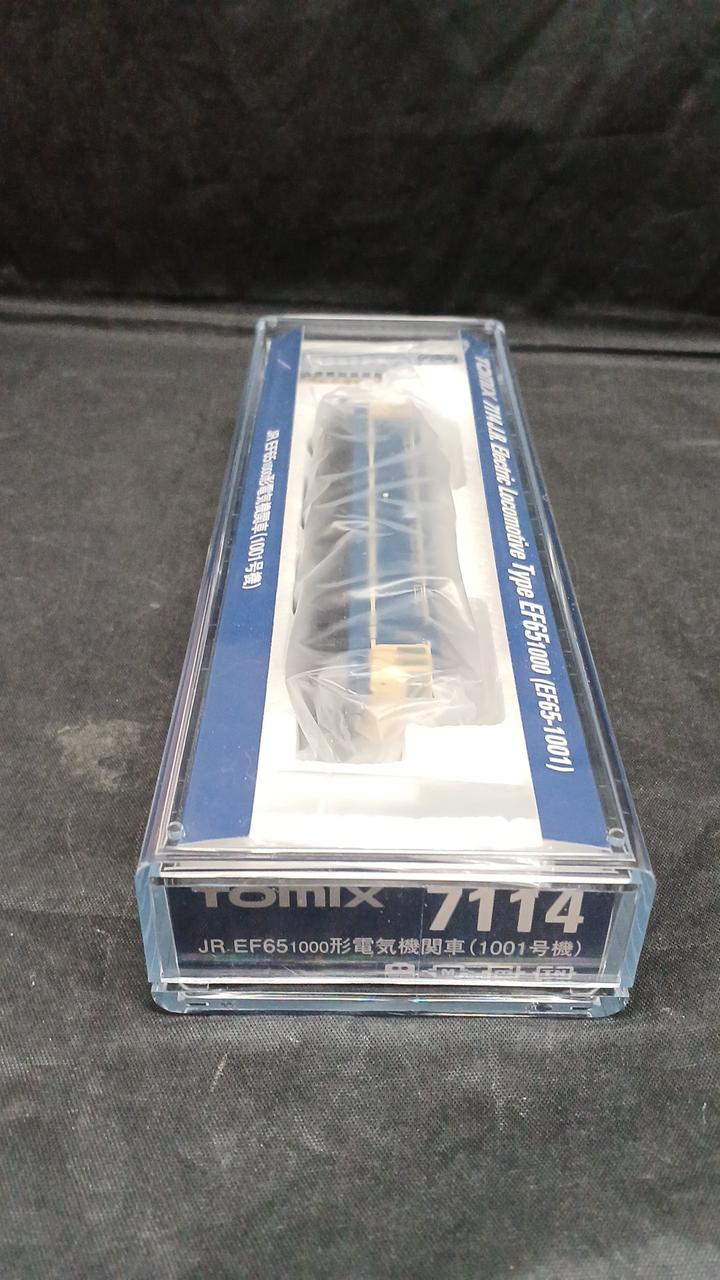 TOMIX 7114 J.R. Electric Locomotive Type EF651000 (EF65-1001)
JR EF651000形電気機関車(1001号機)
TOMIX 7114
JR EF651000形電気機関車(1001号機)